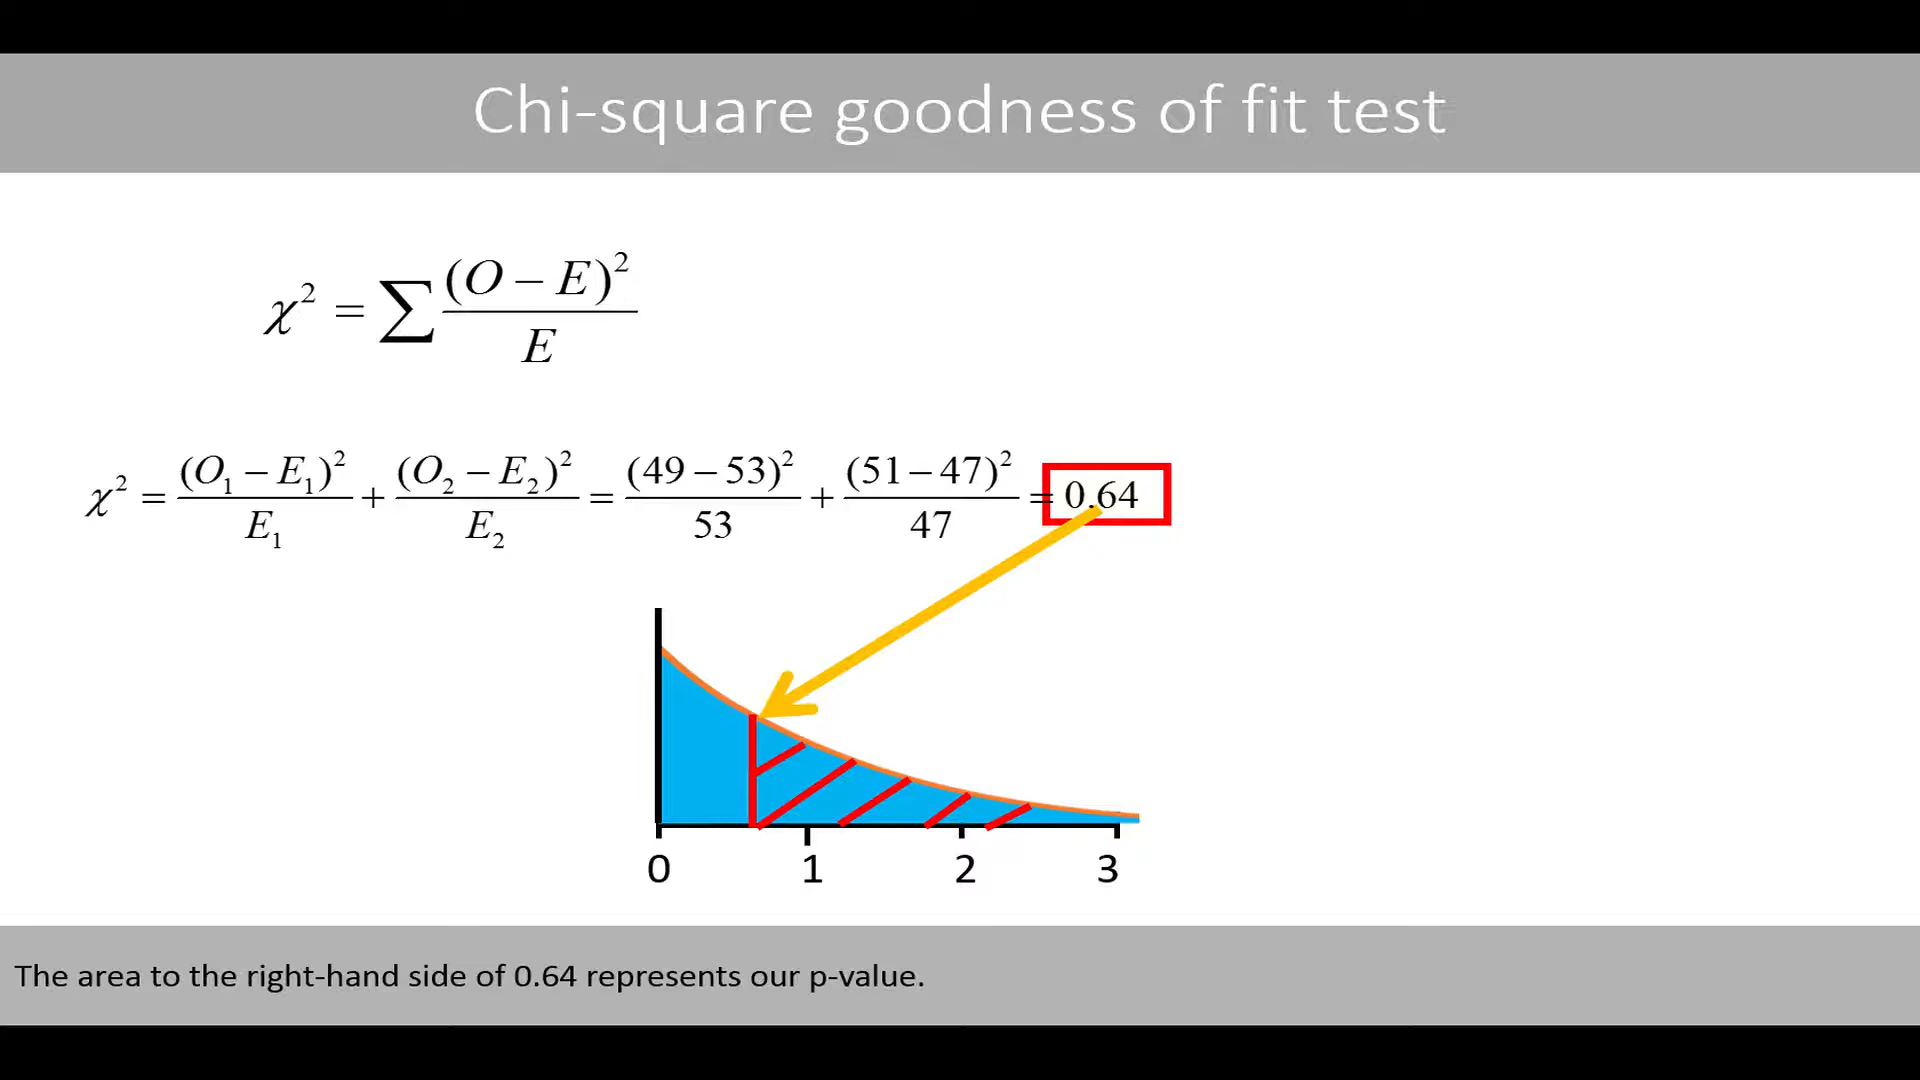 Chi-square goodness of fit test
χ² = ∑ (O − E)² / E
χ² = (O₁ − E₁)² / E₁ + (O₂ − E₂)² / E₂ = (49 − 53)² / 53 + (51 − 47)² / 47 = 0.64
0 1 2 3
The area to the right-hand side of 0.64 represents our p-value.